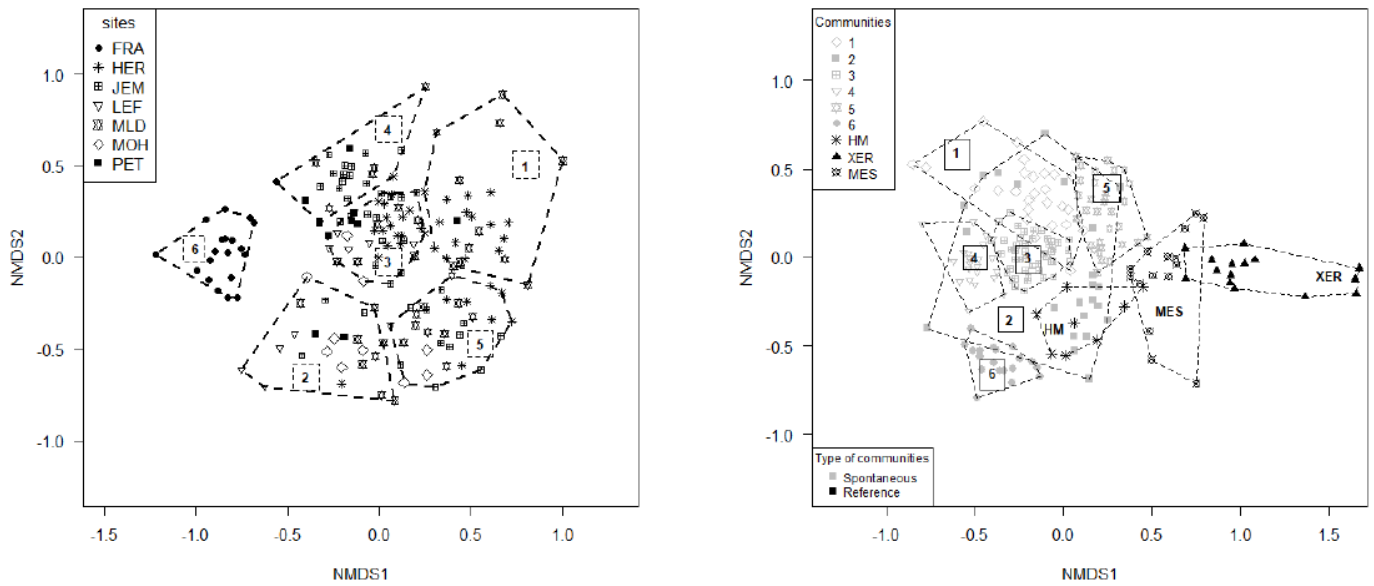 sites
FRA
HER
JEM
LEF
MLD
MOH
PET
1.0
0.5
0.0
-0.5
-1.0
NMDS2
4
1
6
3
5
2
-1.5
-1.0
-0.5
0.0
0.5
1.0
NMDS1
Communities
1
2
3
4
5
6
HM
XER
MES
1.0
0.5
0.0
-0.5
-1.0
NMDS2
1
5
4
3
XER
MES
2
HM
6
Type of communities
Spontaneous
Reference
-1.0
-0.5
0.0
0.5
1.0
1.5
NMDS1